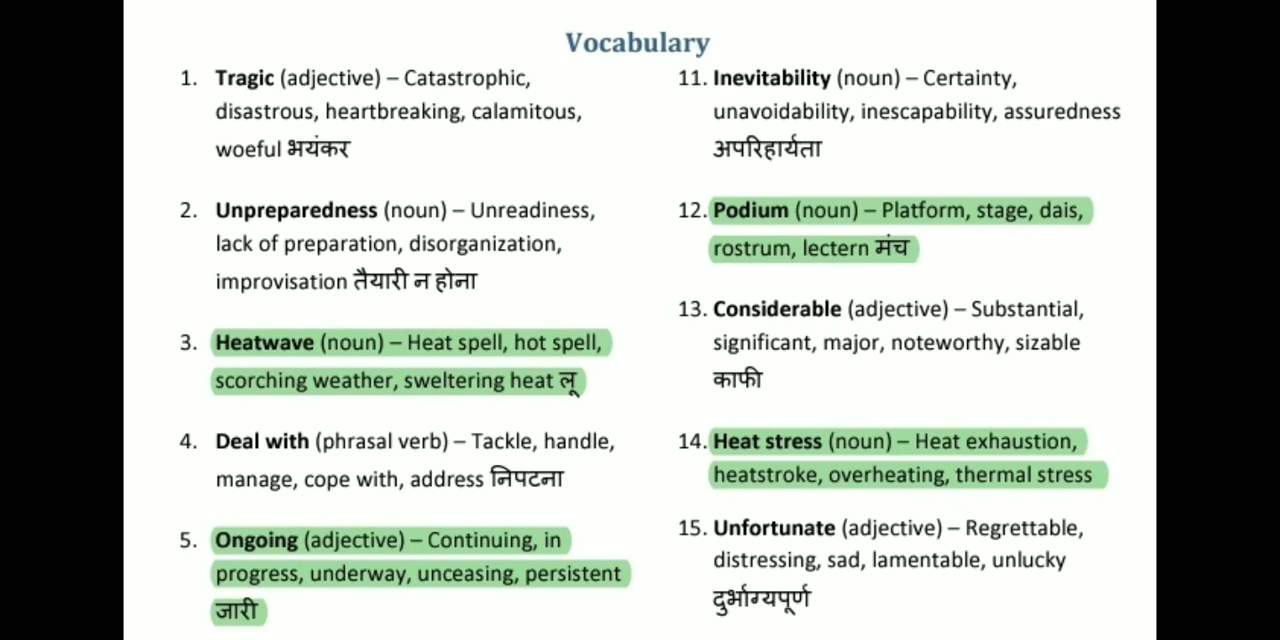 Vocabulary
1. Tragic (adjective) – Catastrophic,
disastrous, heartbreaking, calamitous,
woeful भयंकर
2. Unpreparedness (noun) – Unreadiness,
lack of preparation, disorganization,
improvisation तैयारी न होना
3. Heatwave (noun) – Heat spell, hot spell,
scorching weather, sweltering heat लू
4. Deal with (phrasal verb) – Tackle, handle,
manage, cope with, address निपटना
5. Ongoing (adjective) – Continuing, in
progress, underway, unceasing, persistent
जारी
11. Inevitability (noun) – Certainty,
unavoidability, inescapability, assuredness
अपरिहार्यता
12. Podium (noun) – Platform, stage, dais,
rostrum, lectern मंच
13. Considerable (adjective) – Substantial,
significant, major, noteworthy, sizable
काफी
14. Heat stress (noun) – Heat exhaustion,
heatstroke, overheating, thermal stress
15. Unfortunate (adjective) – Regrettable,
distressing, sad, lamentable, unlucky
दुर्भाग्यपूर्ण